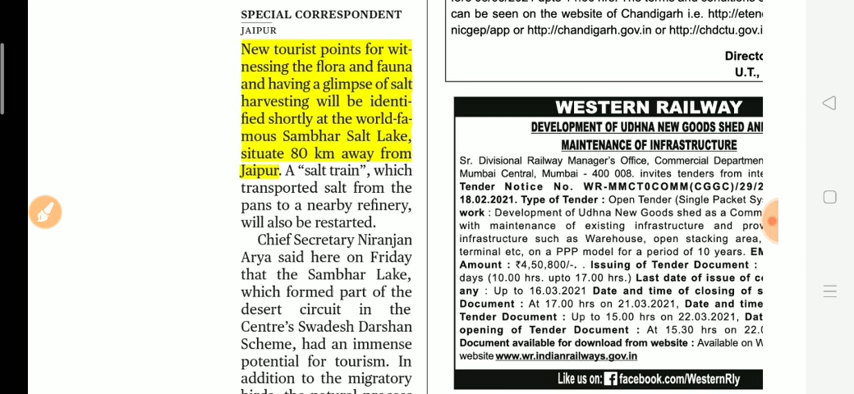 SPECIAL CORRESPONDENT
JAIPUR
New tourist points for wit-
nessing the flora and fauna
and having a glimpse of salt
harvesting will be identi-
fied shortly at the world-fa-
mous Sambhar Salt Lake,
situate 80 km away from
Jaipur. A “salt train”, which
transported salt from the
pans to a nearby refinery,
will also be restarted.
Chief Secretary Niranjan
Arya said here on Friday
that the Sambhar Lake,
which formed part of the
desert circuit in the
Centre’s Swadesh Darshan
Scheme, had an immense
potential for tourism. In
addition to the migratory
can be seen on the website of Chandigarh i.e. http://eten
nicgep/app or http://chandigarh.gov.in or http://chdctu.gov.i
Directo
U.T.,
WESTERN RAILWAY
DEVELOPMENT OF UDHNA NEW GOODS SHED AN
MAINTENANCE OF INFRASTRUCTURE
Sr. Divisional Railway Manager's Office, Commercial Departmen
Mumbai Central, Mumbai - 400 008. invites tenders from inte
Tender Notice No. WR-MMCT0COMM(CGGC)/29/2
18.02.2021. Type of Tender : Open Tender (Single Packet Sy
work : Development of Udhna New Goods shed as a Comm
with maintenance of existing infrastructure and prov
infrastructure such as Warehouse, open stacking area,
terminal etc, on a PPP model for a period of 10 years. EM
Amount : ₹4,50,800/-. . Issuing of Tender Document :
days (10.00 hrs. upto 17.00 hrs.) Last date of issue of c
any : Up to 16.03.2021 Date and time of closing of s
Document : At 17.00 hrs on 21.03.2021, Date and time
Tender Document : Up to 15.00 hrs on 22.03.2021, Dat
opening of Tender Document : At 15.30 hrs on 22.0
Document available for download from website : Available on W
website www.wr.indianrailways.gov.in
Like us on: facebook.com/WesternRly